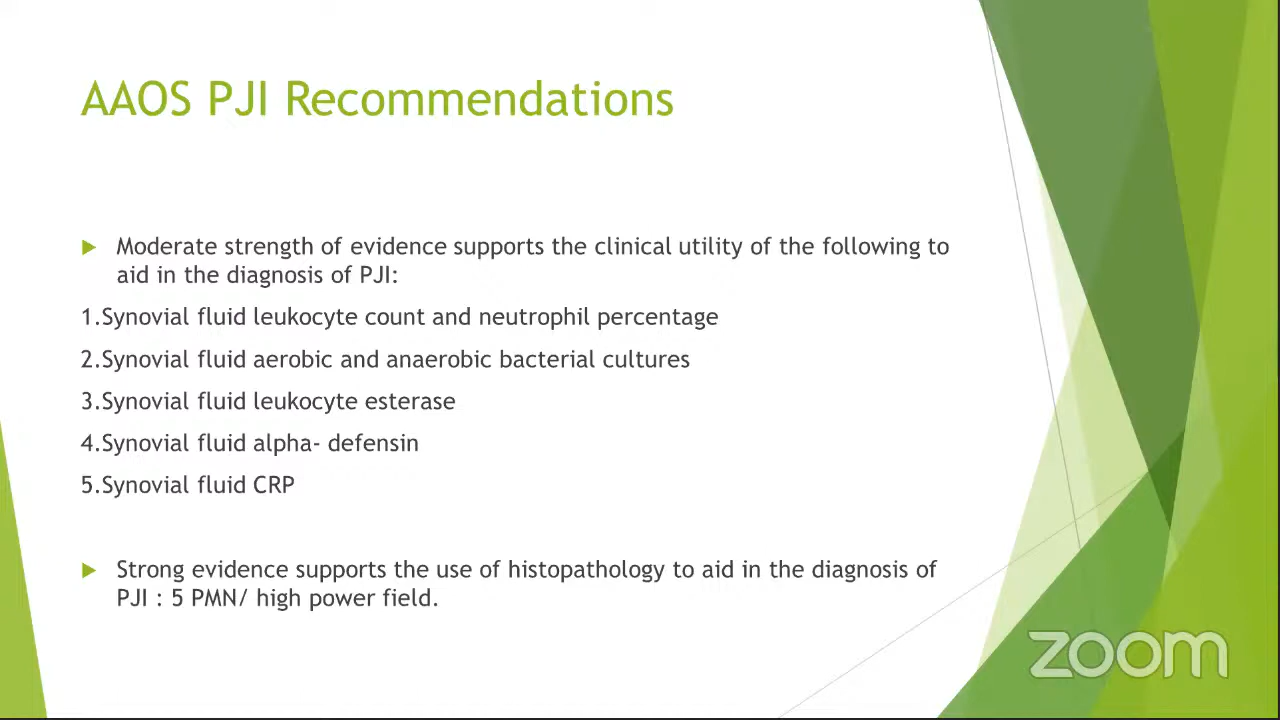 AAOS PJI Recommendations
▶ Moderate strength of evidence supports the clinical utility of the following to
aid in the diagnosis of PJI:
1.Synovial fluid leukocyte count and neutrophil percentage
2.Synovial fluid aerobic and anaerobic bacterial cultures
3.Synovial fluid leukocyte esterase
4.Synovial fluid alpha- defensin
5.Synovial fluid CRP
▶ Strong evidence supports the use of histopathology to aid in the diagnosis of
PJI : 5 PMN/ high power field.
zoom